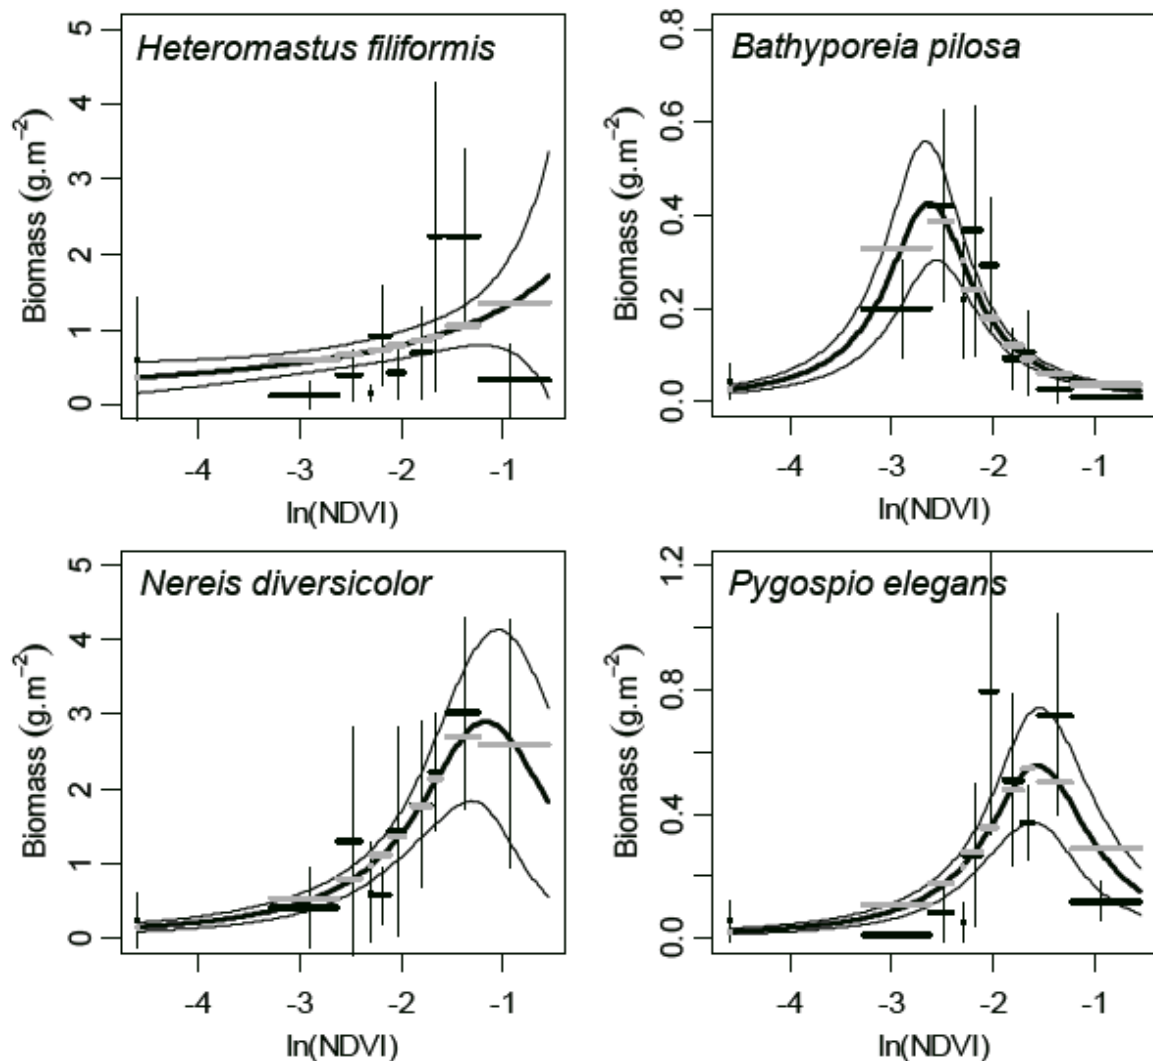 Heteromastus filiformis
Biomass (g.m⁻²)
5
4
3
2
1
0
-4 -3 -2 -1
ln(NDVI)
Bathyporeia pilosa
Biomass (g.m⁻²)
0.8
0.6
0.4
0.2
0.0
-4 -3 -2 -1
ln(NDVI)
Nereis diversicolor
Biomass (g.m⁻²)
5
4
3
2
1
0
-4 -3 -2 -1
ln(NDVI)
Pygospio elegans
Biomass (g.m⁻²)
1.2
0.8
0.4
0.0
-4 -3 -2 -1
ln(NDVI)